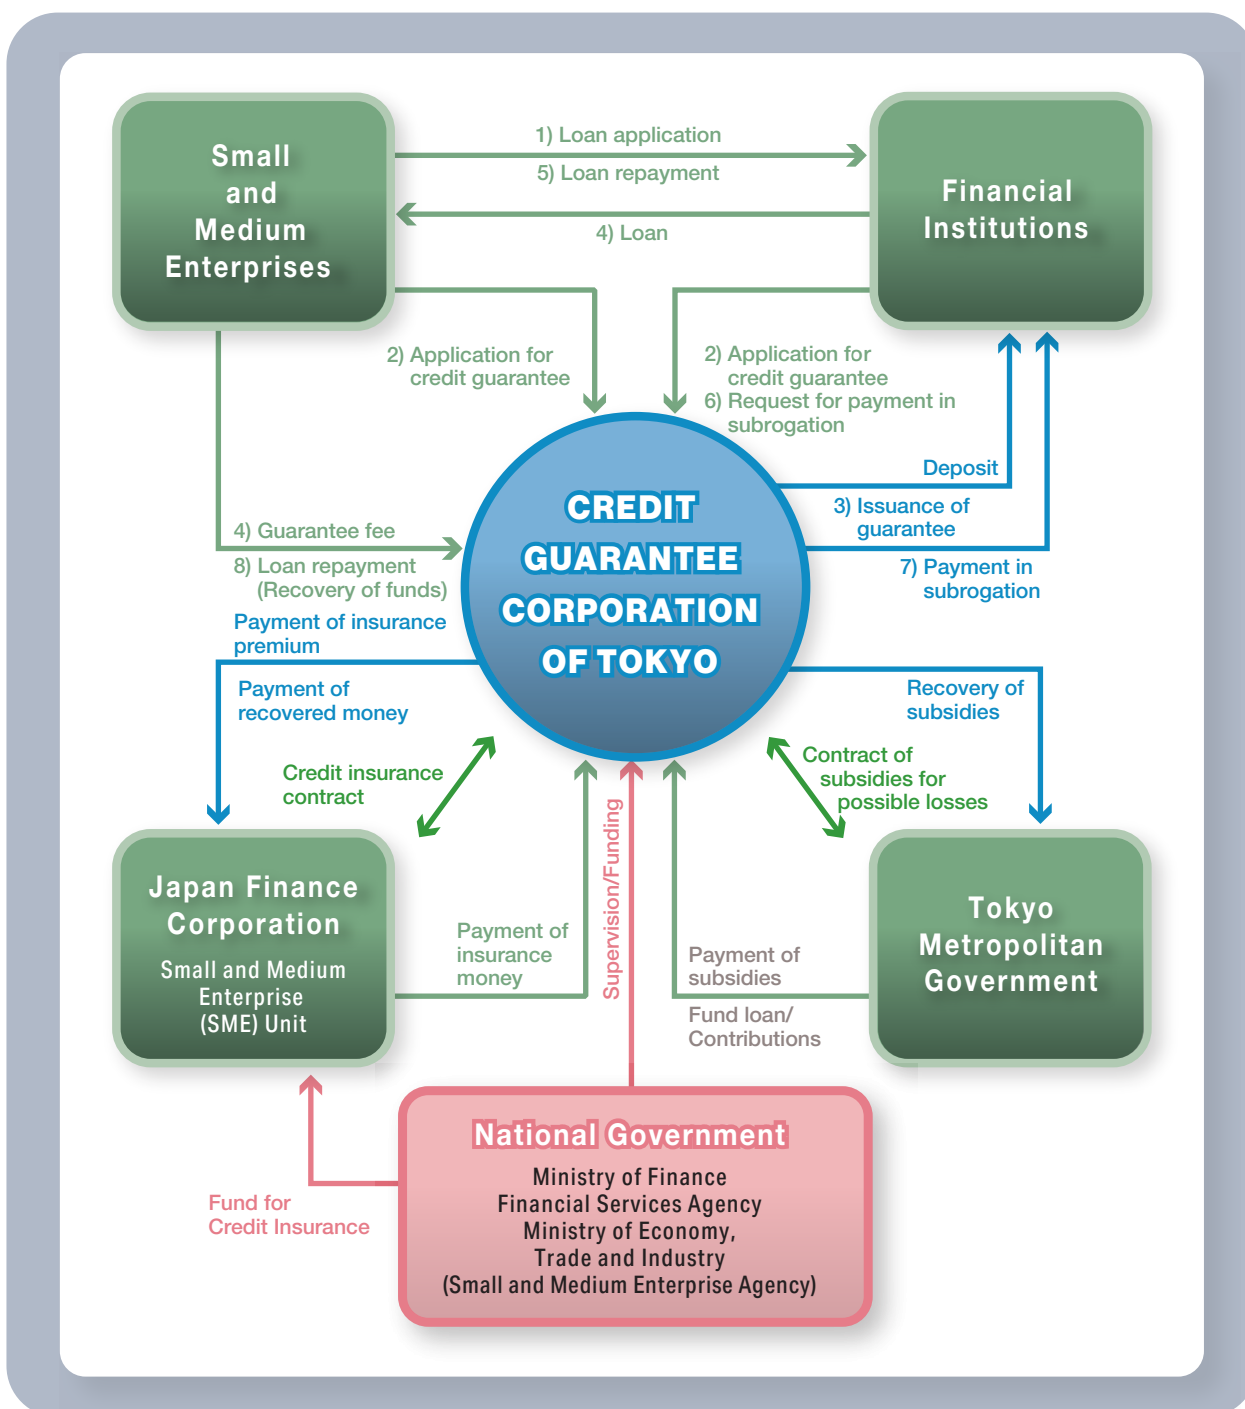 Small
and
Medium
Enterprises
1) Loan application
5) Loan repayment
4) Loan
Financial
Institutions
2) Application for
credit guarantee
2) Application for
credit guarantee
6) Request for payment in
subrogation
Deposit
3) Issuance of
guarantee
7) Payment in
subrogation
CREDIT
GUARANTEE
CORPORATION
OF TOKYO
4) Guarantee fee
8) Loan repayment
(Recovery of funds)
Payment of insurance
premium
Payment of
recovered money
Recovery of
subsidies
Credit insurance
contract
Contract of
subsidies for
possible losses
Japan Finance
Corporation
Small and Medium
Enterprise
(SME) Unit
Payment of
insurance
money
Supervision/Funding
Payment of
subsidies
Fund loan/
Contributions
Tokyo
Metropolitan
Government
Fund for
Credit Insurance
National Government
Ministry of Finance
Financial Services Agency
Ministry of Economy,
Trade and Industry
(Small and Medium Enterprise Agency)